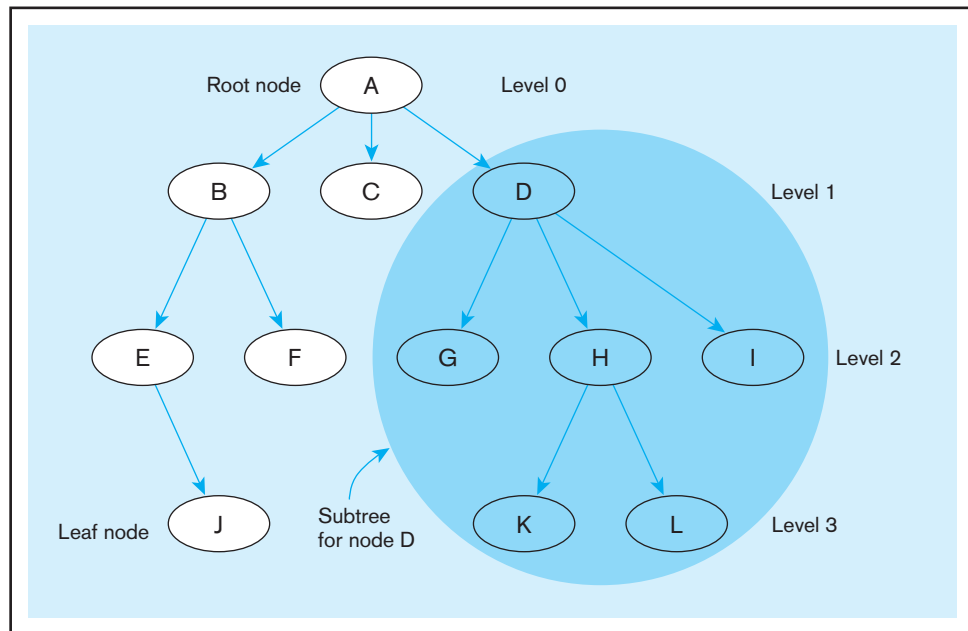 Root node
A
Level 0
B
C
D
Level 1
E
F
G
H
I
Level 2
Leaf node
J
Subtree
for node D
K
L
Level 3